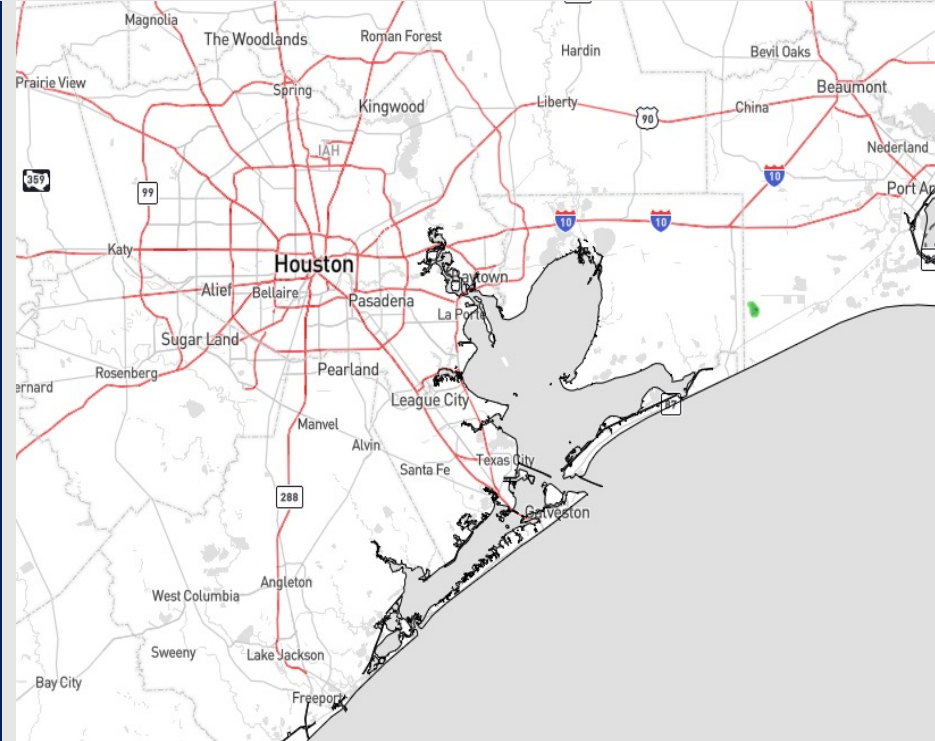 Magnolia
The Woodlands
Roman Forest
Hardin
Bevil Oaks
Prairie View
Spring
Kingwood
Liberty
90
China
Beaumont
IAH
Nederland
359
99
10
Port Ar
10
10
Katy
Houston
Baytown
Alief
Bellaire
Pasadena
La Porte
Sugar Land
Rosenberg
Pearland
ernard
League City
87
Manvel
Alvin
Santa Fe
Texas City
288
Galveston
Angleton
West Columbia
Sweeny
Lake Jackson
Bay City
Freeport